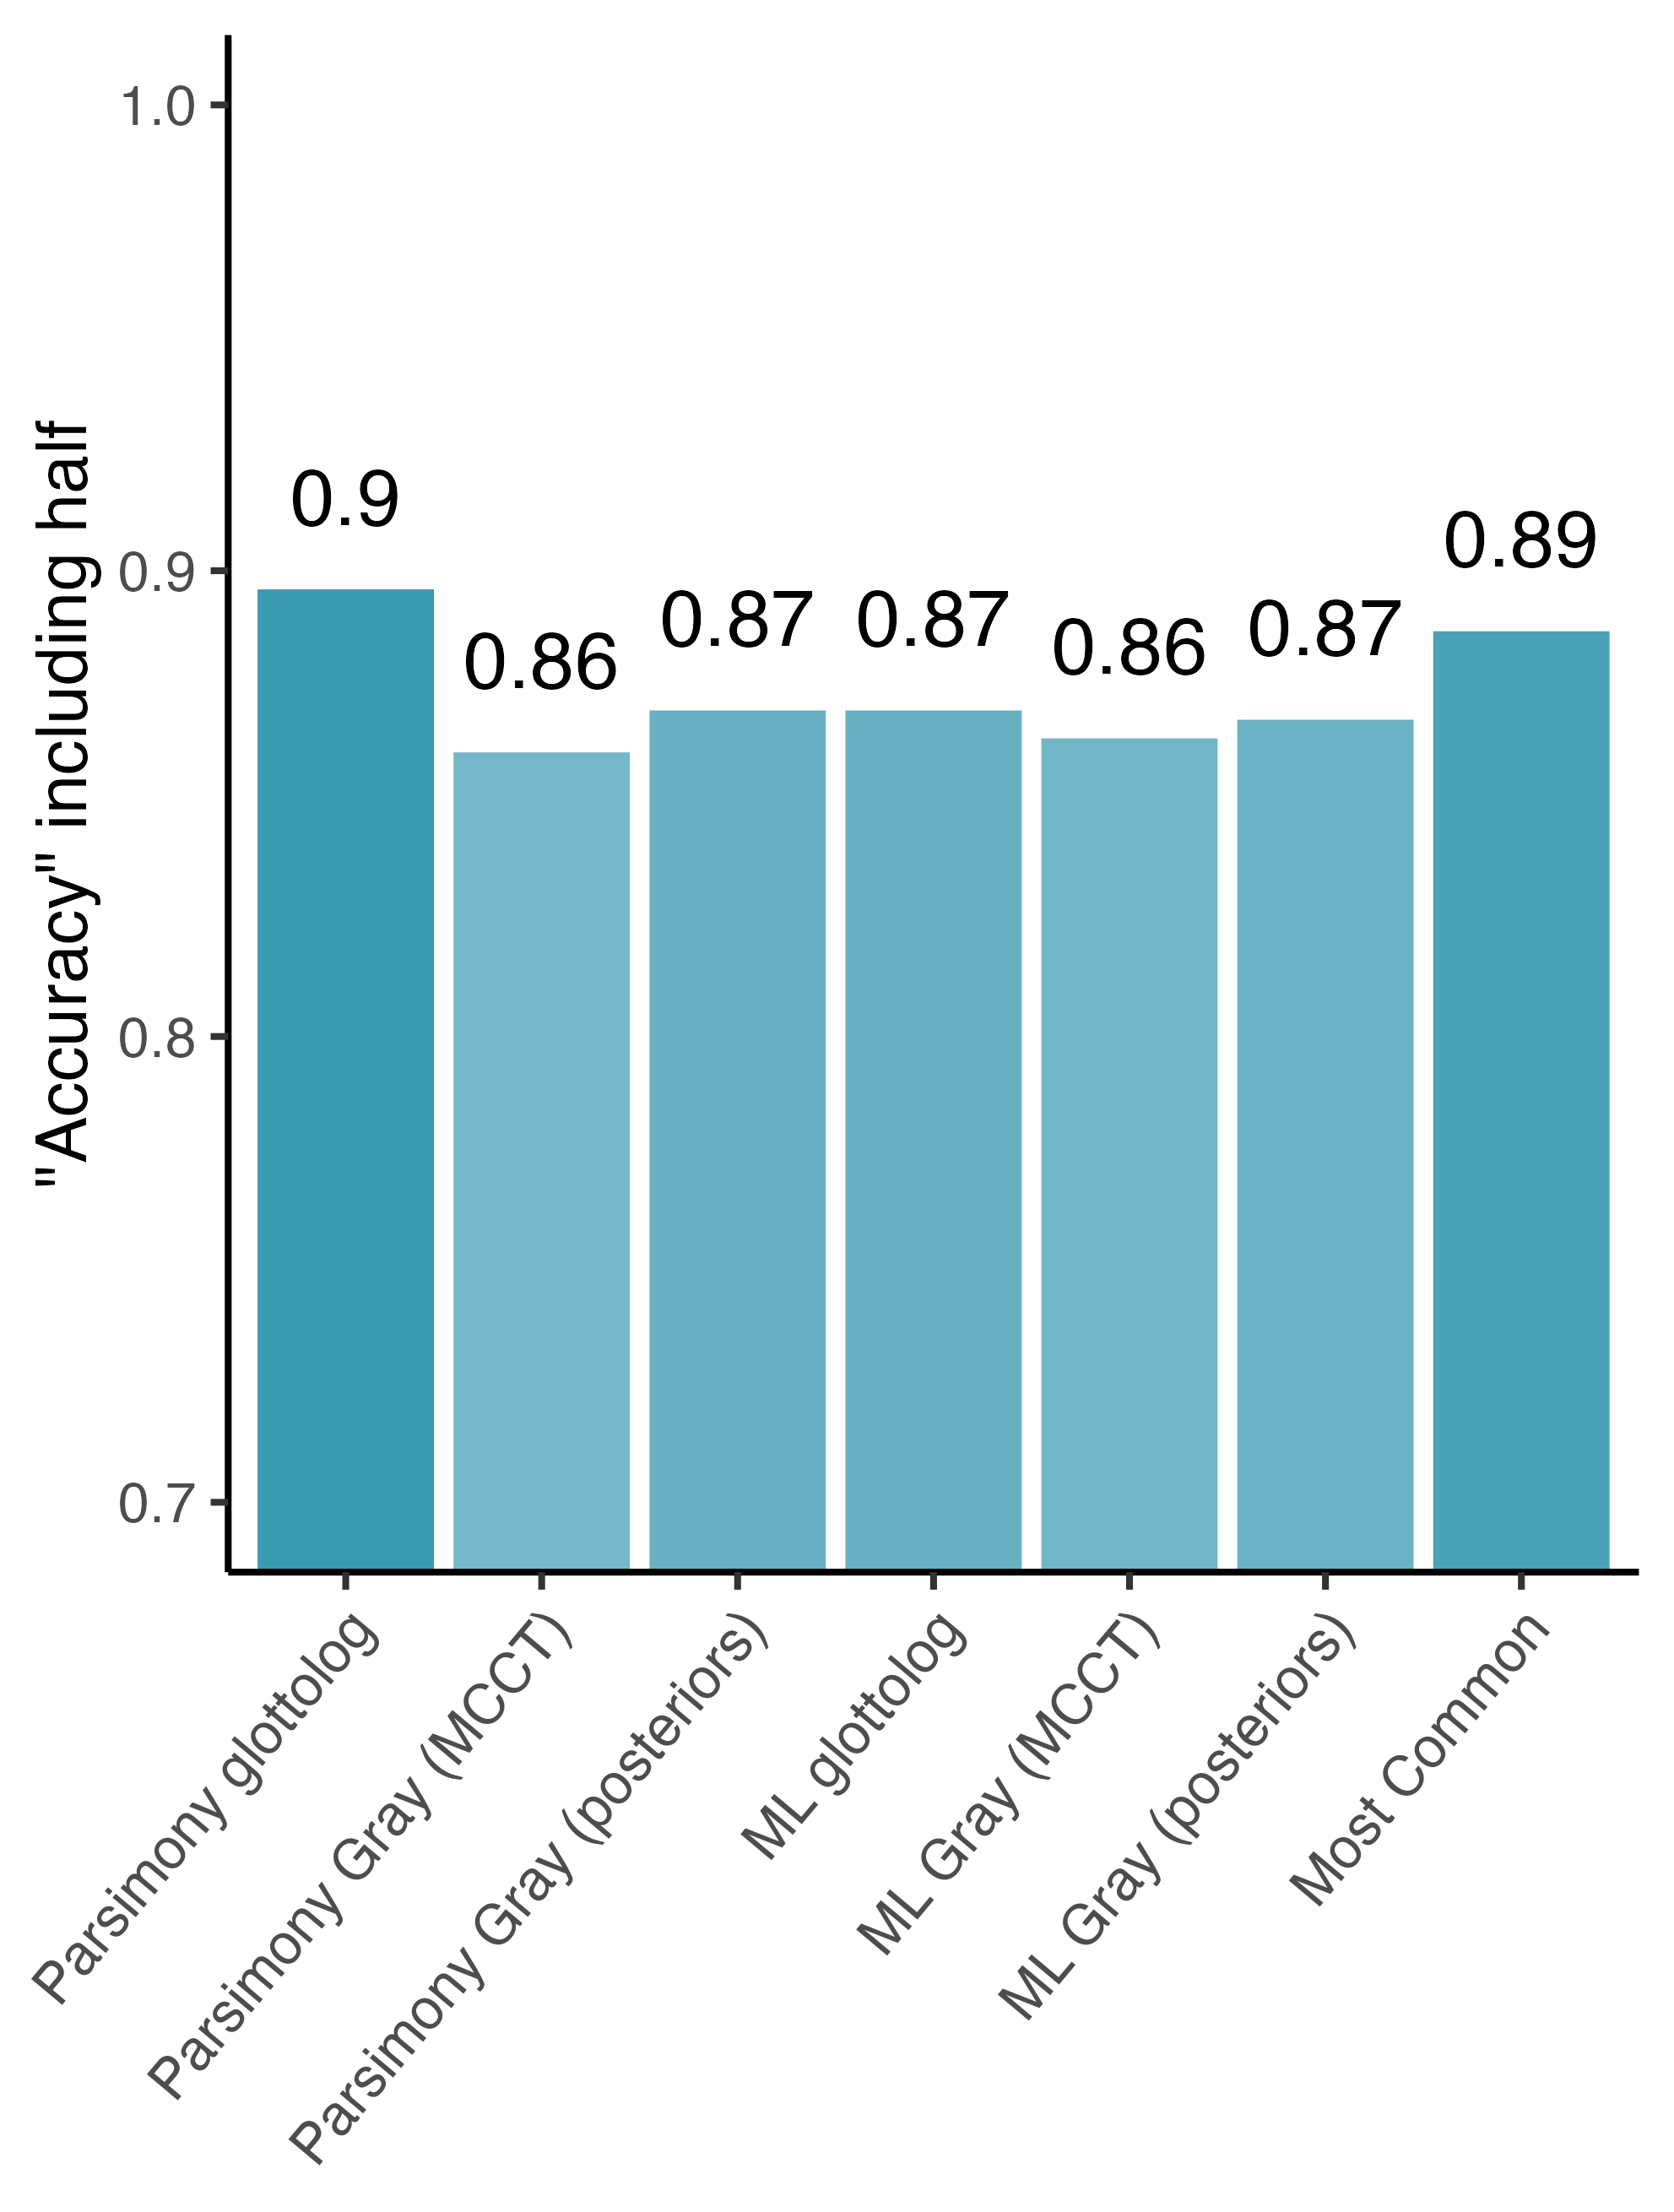 "Accuracy" including half
1.0
0.9
0.8
0.7
0.9
0.86
0.87
0.87
0.86
0.87
0.89
Parsimony glottolog
Parsimony Gray (MCCT)
Parsimony Gray (posteriors)
ML glottolog
ML Gray (MCCT)
ML Gray (posteriors)
Most Common